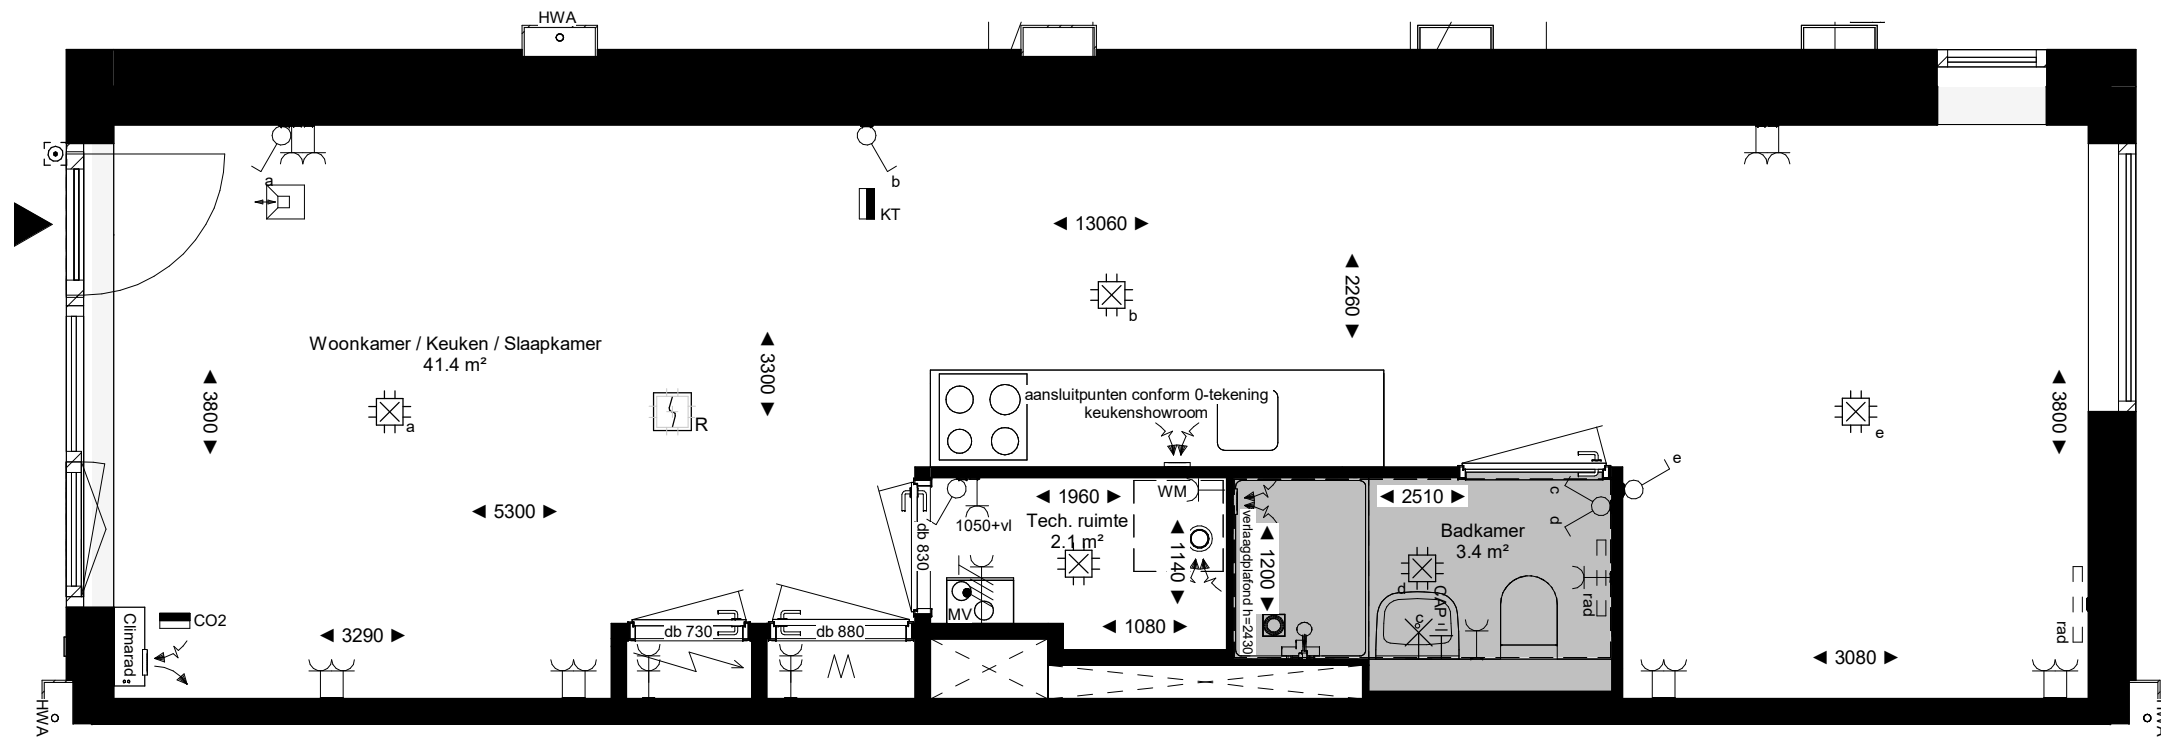 HWA
a
b
KT
13060
2260
b
Woonkamer / Keuken / Slaapkamer
41.4 m²
3300
3800
a
R
aansluitpunten conform 0-tekening
keukenshowroom
3800
e
e
5300
db 830
1960
WM
1050+vl
Tech. ruimte
2.1 m²
1140
verlaagdplafond h=2430
1200
2510
c
d
Badkamer
3.4 m²
d
CAP
c
rad
MV
1080
Climarad
CO2
3290
db 730
db 880
rad
3080
HWA